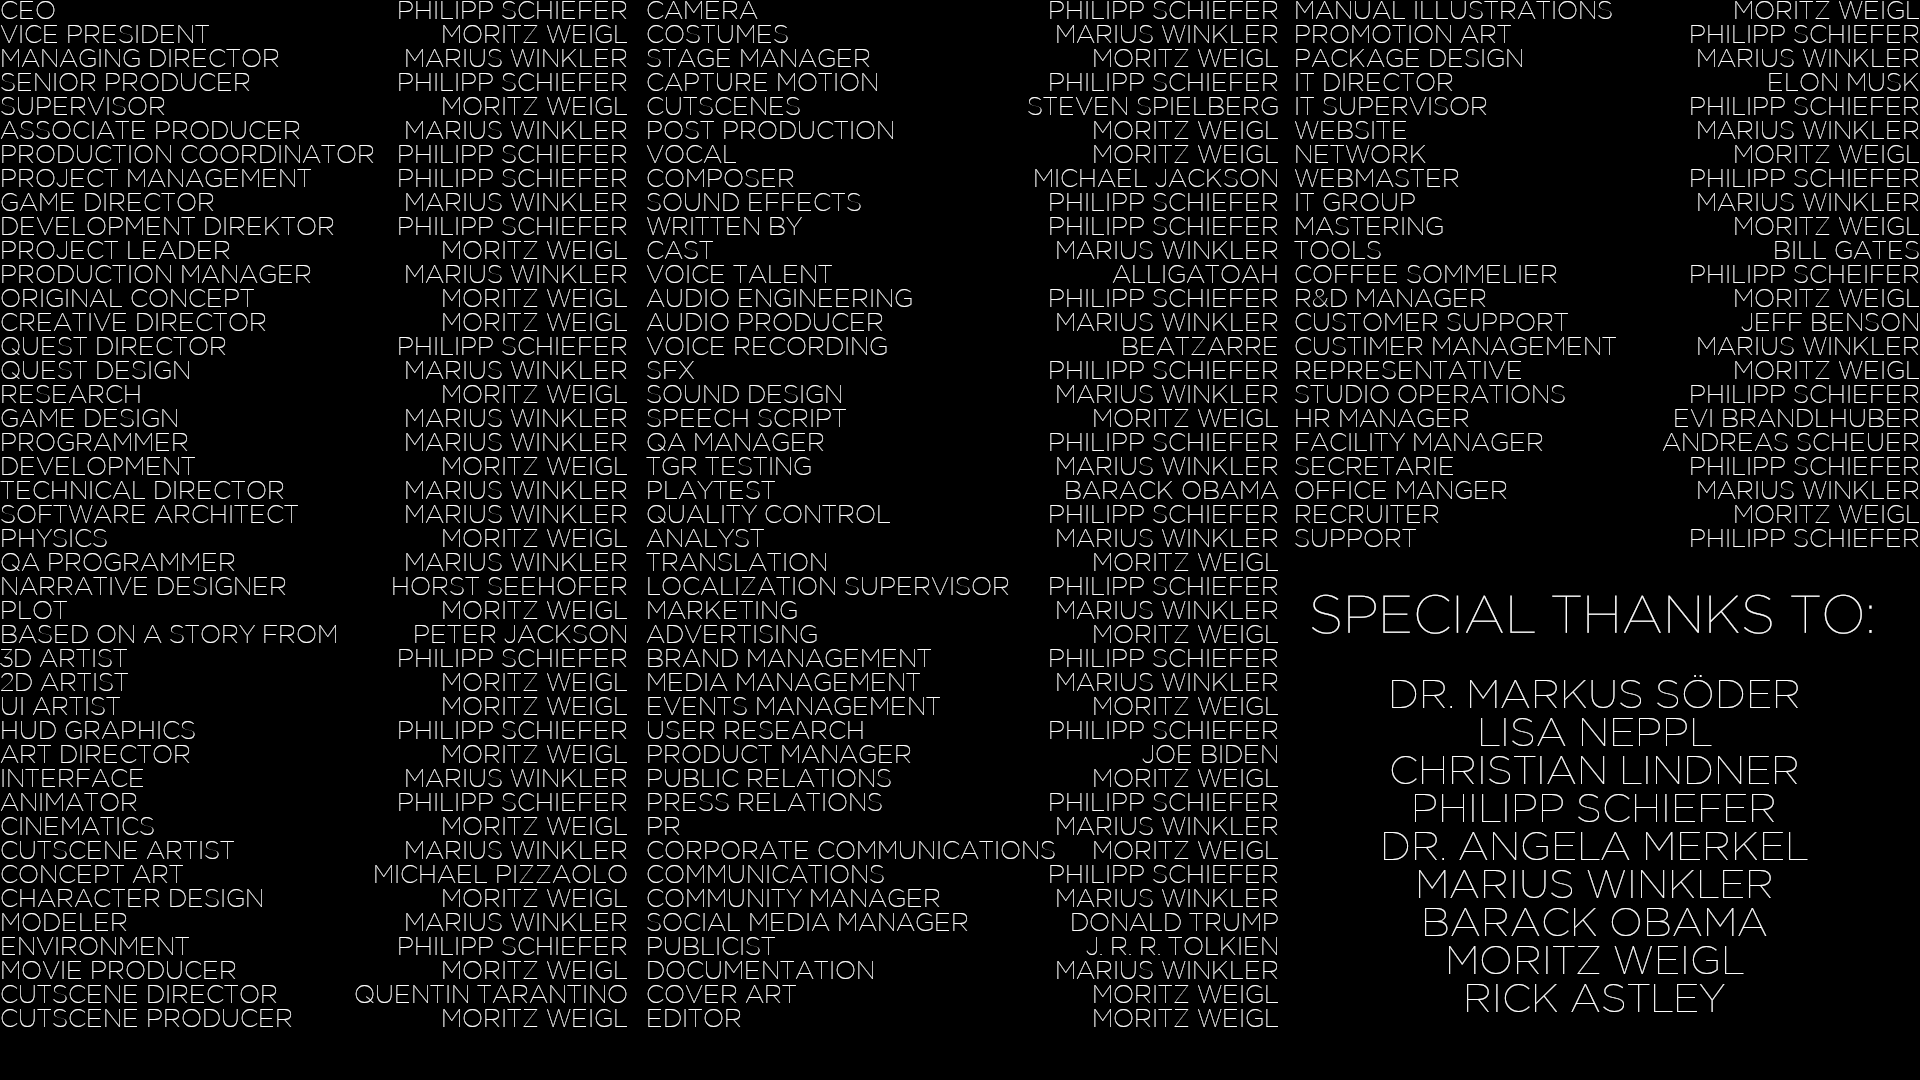 CEO PHILIPP SCHIEFER
VICE PRESIDENT MORITZ WEIGL
MANAGING DIRECTOR MARIUS WINKLER
SENIOR PRODUCER PHILIPP SCHIEFER
SUPERVISOR MORITZ WEIGL
ASSOCIATE PRODUCER MARIUS WINKLER
PRODUCTION COORDINATOR PHILIPP SCHIEFER
PROJECT MANAGEMENT PHILIPP SCHIEFER
GAME DIRECTOR MARIUS WINKLER
DEVELOPMENT DIREKTOR PHILIPP SCHIEFER
PROJECT LEADER MORITZ WEIGL
PRODUCTION MANAGER MARIUS WINKLER
ORIGINAL CONCEPT MORITZ WEIGL
CREATIVE DIRECTOR MORITZ WEIGL
QUEST DIRECTOR PHILIPP SCHIEFER
QUEST DESIGN MARIUS WINKLER
RESEARCH MORITZ WEIGL
GAME DESIGN MARIUS WINKLER
PROGRAMMER MARIUS WINKLER
DEVELOPMENT MORITZ WEIGL
TECHNICAL DIRECTOR MARIUS WINKLER
SOFTWARE ARCHITECT MARIUS WINKLER
PHYSICS MORITZ WEIGL
QA PROGRAMMER MARIUS WINKLER
NARRATIVE DESIGNER HORST SEEHOFER
PLOT MORITZ WEIGL
BASED ON A STORY FROM PETER JACKSON
3D ARTIST PHILIPP SCHIEFER
2D ARTIST MORITZ WEIGL
UI ARTIST MORITZ WEIGL
HUD GRAPHICS PHILIPP SCHIEFER
ART DIRECTOR MORITZ WEIGL
INTERFACE MARIUS WINKLER
ANIMATOR PHILIPP SCHIEFER
CINEMATICS MORITZ WEIGL
CUTSCENE ARTIST MARIUS WINKLER
CONCEPT ART MICHAEL PIZZAOLO
CHARACTER DESIGN MORITZ WEIGL
MODELER MARIUS WINKLER
ENVIRONMENT PHILIPP SCHIEFER
MOVIE PRODUCER MORITZ WEIGL
CUTSCENE DIRECTOR QUENTIN TARANTINO
CUTSCENE PRODUCER MORITZ WEIGL
CAMERA PHILIPP SCHIEFER
COSTUMES MARIUS WINKLER
STAGE MANAGER MORITZ WEIGL
CAPTURE MOTION PHILIPP SCHIEFER
CUTSCENES STEVEN SPIELBERG
POST PRODUCTION MORITZ WEIGL
VOCAL MORITZ WEIGL
COMPOSER MICHAEL JACKSON
SOUND EFFECTS PHILIPP SCHIEFER
WRITTEN BY PHILIPP SCHIEFER
CAST MARIUS WINKLER
VOICE TALENT ALLIGATOAH
AUDIO ENGINEERING PHILIPP SCHIEFER
AUDIO PRODUCER MARIUS WINKLER
VOICE RECORDING BEATZARRE
SFX PHILIPP SCHIEFER
SOUND DESIGN MARIUS WINKLER
SPEECH SCRIPT MORITZ WEIGL
QA MANAGER PHILIPP SCHIEFER
TGR TESTING MARIUS WINKLER
PLAYTEST BARACK OBAMA
QUALITY CONTROL PHILIPP SCHIEFER
ANALYST MARIUS WINKLER
TRANSLATION MORITZ WEIGL
LOCALIZATION SUPERVISOR PHILIPP SCHIEFER
MARKETING MARIUS WINKLER
ADVERTISING MORITZ WEIGL
BRAND MANAGEMENT PHILIPP SCHIEFER
MEDIA MANAGEMENT MARIUS WINKLER
EVENTS MANAGEMENT MORITZ WEIGL
USER RESEARCH PHILIPP SCHIEFER
PRODUCT MANAGER JOE BIDEN
PUBLIC RELATIONS MORITZ WEIGL
PRESS RELATIONS PHILIPP SCHIEFER
PR MARIUS WINKLER
CORPORATE COMMUNICATIONS MORITZ WEIGL
COMMUNICATIONS PHILIPP SCHIEFER
COMMUNITY MANAGER MARIUS WINKLER
SOCIAL MEDIA MANAGER DONALD TRUMP
PUBLICIST J. R. R. TOLKIEN
DOCUMENTATION MARIUS WINKLER
COVER ART MORITZ WEIGL
EDITOR MORITZ WEIGL
MANUAL ILLUSTRATIONS MORITZ WEIGL
PROMOTION ART PHILIPP SCHIEFER
PACKAGE DESIGN MARIUS WINKLER
IT DIRECTOR ELON MUSK
IT SUPERVISOR PHILIPP SCHIEFER
WEBSITE MARIUS WINKLER
NETWORK MORITZ WEIGL
WEBMASTER PHILIPP SCHIEFER
IT GROUP MARIUS WINKLER
MASTERING MORITZ WEIGL
TOOLS BILL GATES
COFFEE SOMMELIER PHILIPP SCHEIFER
R&D MANAGER MORITZ WEIGL
CUSTOMER SUPPORT JEFF BENSON
CUSTIMER MANAGEMENT MARIUS WINKLER
REPRESENTATIVE MORITZ WEIGL
STUDIO OPERATIONS PHILIPP SCHIEFER
HR MANAGER EVI BRANDLHUBER
FACILITY MANAGER ANDREAS SCHEUER
SECRETARIE PHILIPP SCHIEFER
OFFICE MANGER MARIUS WINKLER
RECRUITER MORITZ WEIGL
SUPPORT PHILIPP SCHIEFER
SPECIAL THANKS TO:
DR. MARKUS SÖDER
LISA NEPPL
CHRISTIAN LINDNER
PHILIPP SCHIEFER
DR. ANGELA MERKEL
MARIUS WINKLER
BARACK OBAMA
MORITZ WEIGL
RICK ASTLEY